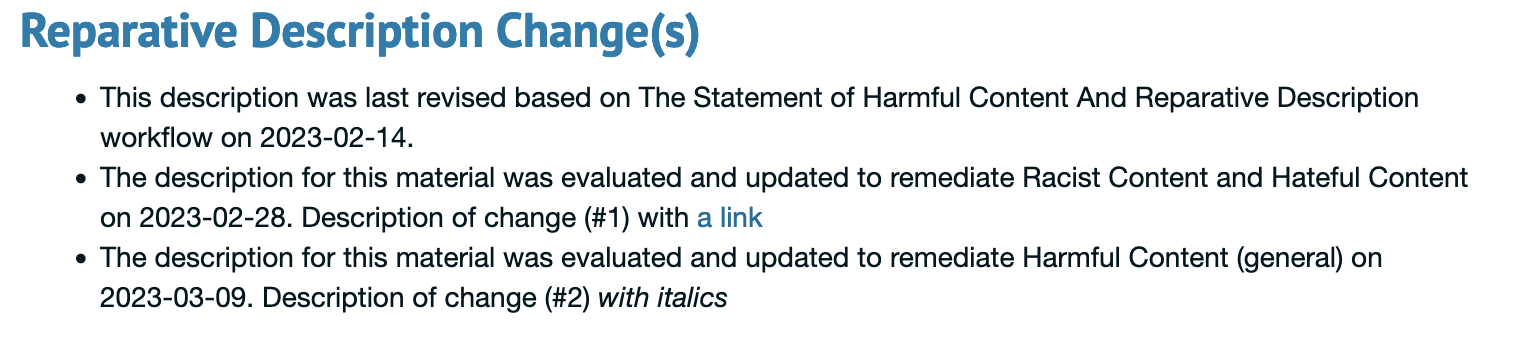 Reparative Description Change(s)
• This description was last revised based on The Statement of Harmful Content And Reparative Description
workflow on 2023-02-14.
• The description for this material was evaluated and updated to remediate Racist Content and Hateful Content
on 2023-02-28. Description of change (#1) with a link
• The description for this material was evaluated and updated to remediate Harmful Content (general) on
2023-03-09. Description of change (#2) with italics